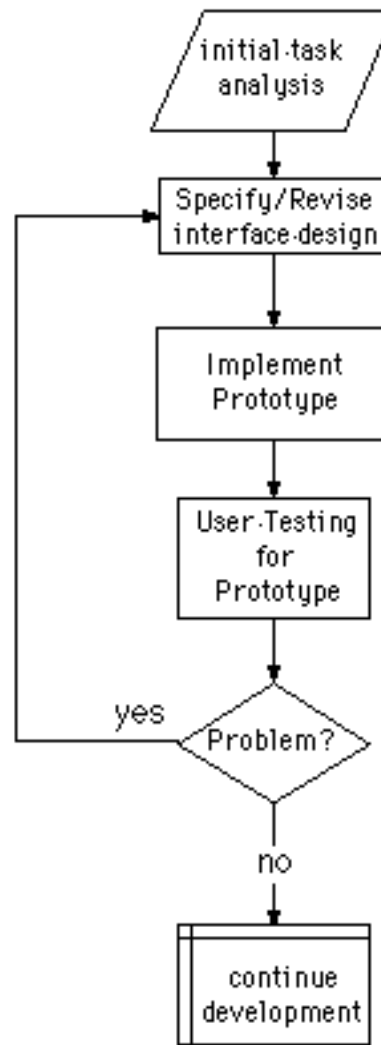 initial·task
analysis
Specify/Revise
interface·design
Implement
Prototype
User·Testing
for
Prototype
yes
Problem?
no
continue
development